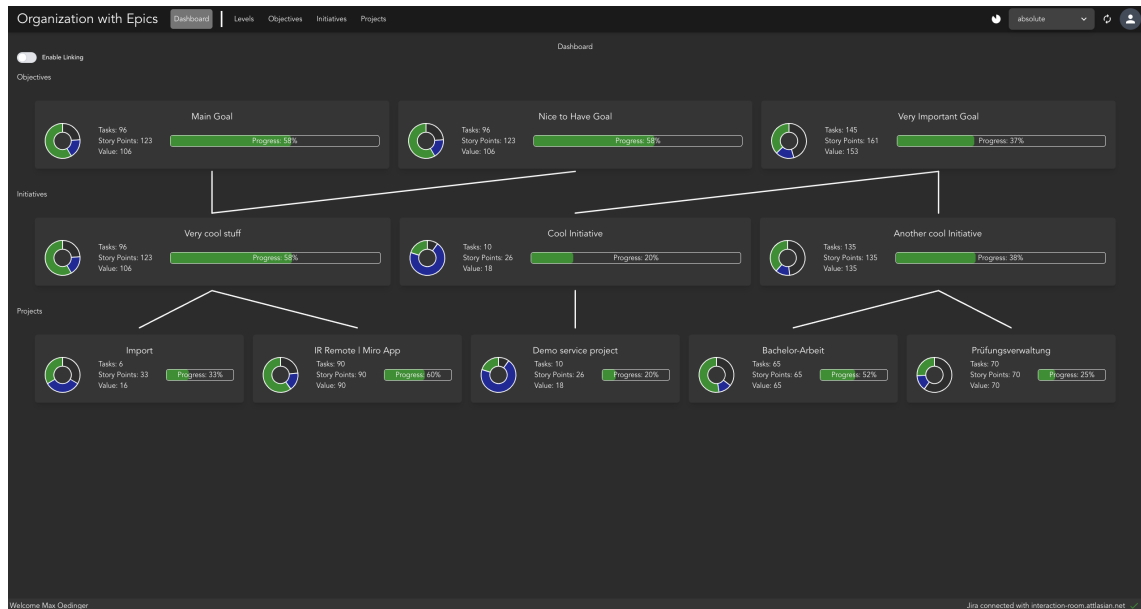 Organization with Epics Dashboard Levels Objectives Initiatives Projects absolute
Dashboard
Enable Linking
Objectives
Main Goal
Tasks: 96
Story Points: 123
Value: 106
Progress: 58%
Nice to Have Goal
Tasks: 96
Story Points: 123
Value: 106
Progress: 58%
Very Important Goal
Tasks: 145
Story Points: 161
Value: 153
Progress: 37%
Initiatives
Very cool stuff
Tasks: 96
Story Points: 123
Value: 106
Progress: 58%
Cool Initiative
Tasks: 10
Story Points: 26
Value: 18
Progress: 20%
Another cool Initiative
Tasks: 135
Story Points: 135
Value: 135
Progress: 38%
Projects
Import
Tasks: 6
Story Points: 33
Value: 16
Progress: 33%
IR Remote | Miro App
Tasks: 90
Story Points: 90
Value: 90
Progress: 60%
Demo service project
Tasks: 10
Story Points: 26
Value: 18
Progress: 20%
Bachelor-Arbeit
Tasks: 65
Story Points: 65
Value: 65
Progress: 52%
Prüfungsverwaltung
Tasks: 70
Story Points: 70
Value: 70
Progress: 25%
Welcome Max Oedinger
Jira connected with interaction-room.attlasian.net